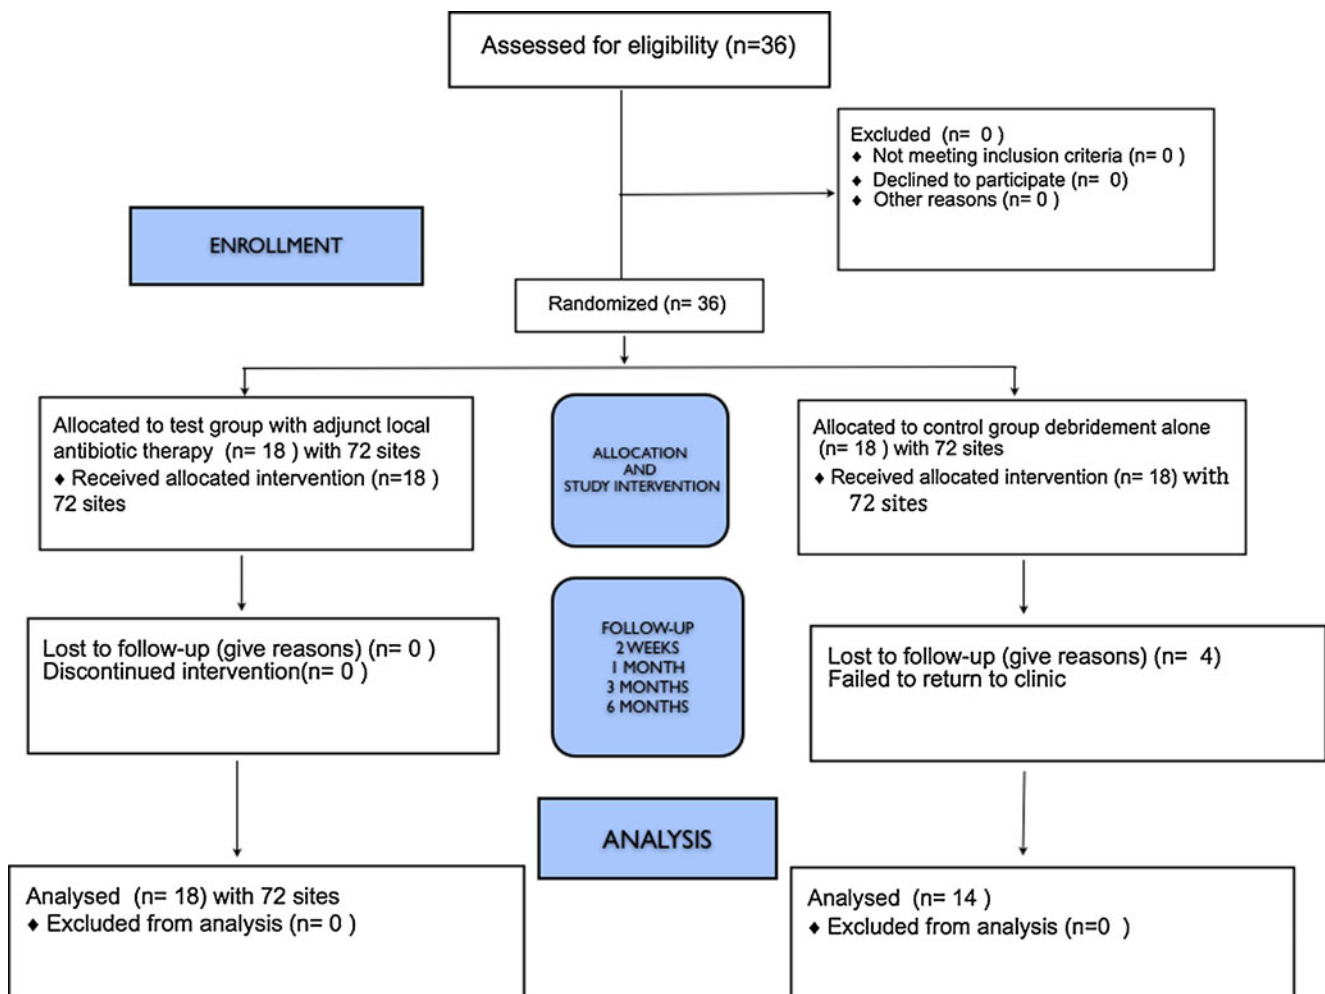 Assessed for eligibility (n=36)
Excluded (n= 0 )
♦ Not meeting inclusion criteria (n= 0 )
♦ Declined to participate (n= 0)
♦ Other reasons (n= 0 )
ENROLLMENT
Randomized (n= 36)
Allocated to test group with adjunct local
antibiotic therapy (n= 18 ) with 72 sites
♦ Received allocated intervention (n=18 )
72 sites
ALLOCATION
AND
STUDY INTERVENTION
Allocated to control group debridement alone
(n= 18 ) with 72 sites
♦ Received allocated intervention (n= 18) with
72 sites
Lost to follow-up (give reasons) (n= 0 )
Discontinued intervention(n= 0 )
FOLLOW-UP
2 WEEKS
1 MONTH
3 MONTHS
6 MONTHS
Lost to follow-up (give reasons) (n= 4)
Failed to return to clinic
ANALYSIS
Analysed (n= 18) with 72 sites
♦ Excluded from analysis (n= 0 )
Analysed (n= 14 )
♦ Excluded from analysis (n=0 )